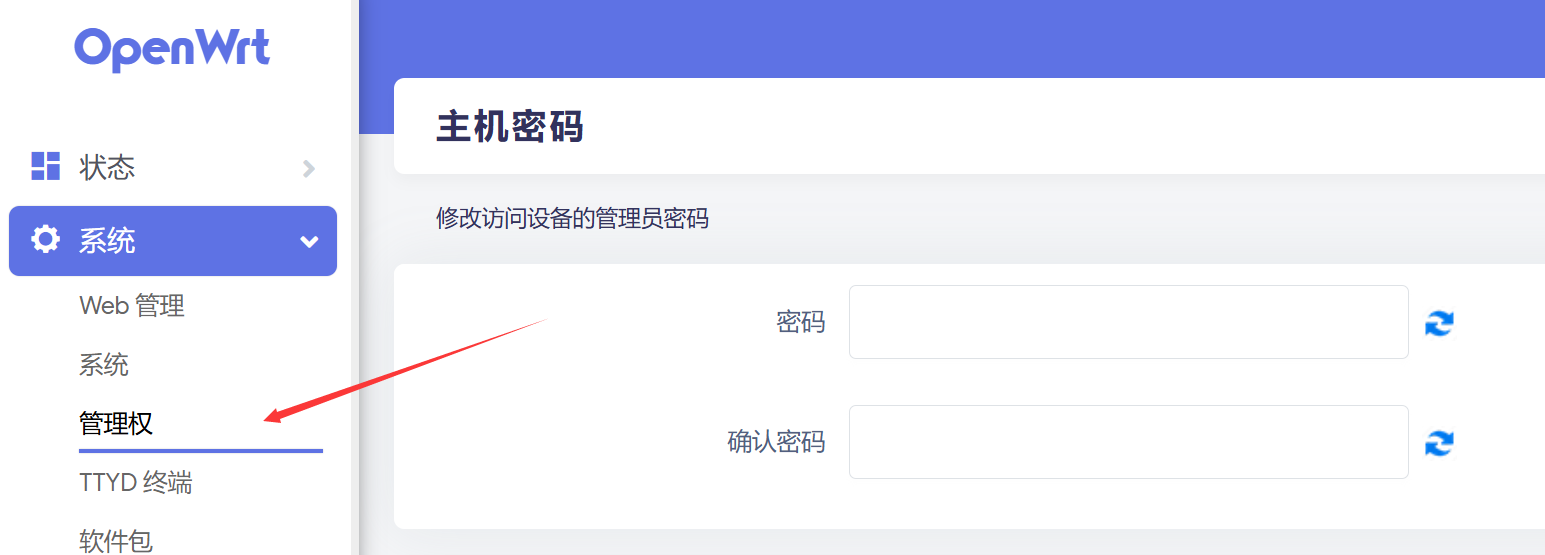 OpenWrt
状态
系统
Web 管理
系统
管理权
TTYD 终端
软件包
主机密码
修改访问设备的管理员密码
密码
确认密码